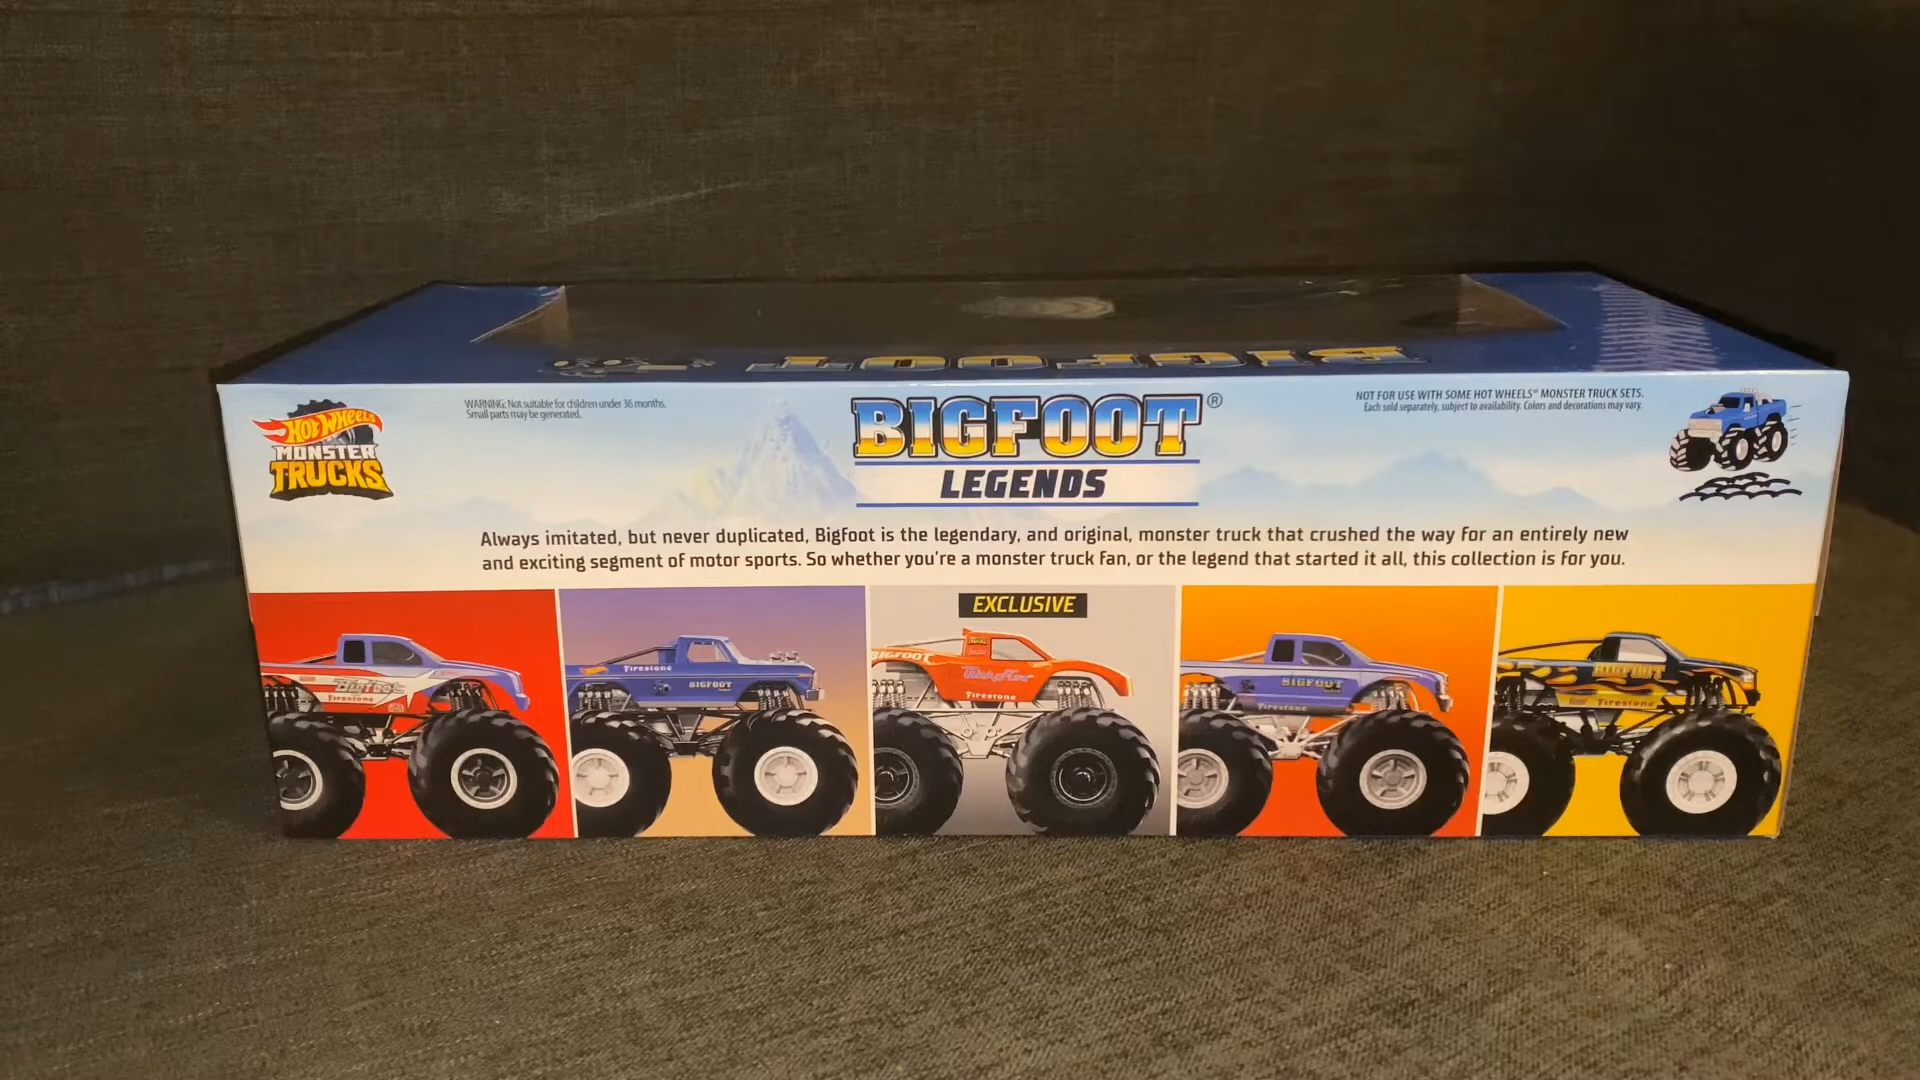 BIGFOOT
HOT WHEELS
MONSTER
TRUCKS
WARNING: Not suitable for children under 36 months.
Small parts may be generated.
BIGFOOT®
LEGENDS
NOT FOR USE WITH SOME HOT WHEELS® MONSTER TRUCK SETS.
Each sold separately, subject to availability. Colors and decorations may vary.
Always imitated, but never duplicated, Bigfoot is the legendary, and original, monster truck that crushed the way for an entirely new
and exciting segment of motor sports. So whether you're a monster truck fan, or the legend that started it all, this collection is for you.
Bigfoot
Firestone
Firestone
BIGFOOT
EXCLUSIVE
BIGFOOT
Firestone
BIGFOOT
Firestone
BIGFOOT
Firestone